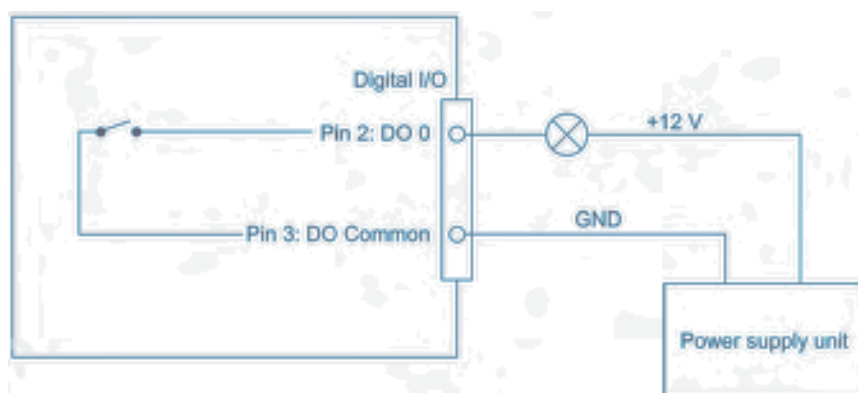 Digital I/O
Pin 2: DO 0
+12 V
Pin 3: DO Common
GND
Power supply unit